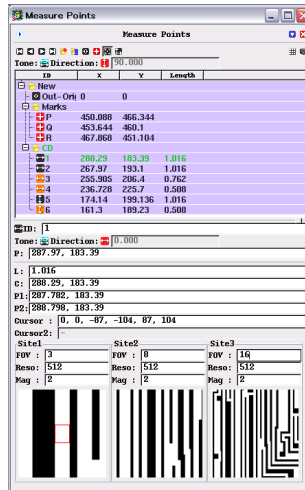 Measure Points
Measure Points
Tone: Direction: 90.000
ID X Y Length
New
Out-Orig 0 0
Marks
P 450.088 466.344
Q 453.644 460.1
R 467.868 451.104
CD
1 288.29 183.39 1.016
2 267.97 193.1 1.016
3 255.905 206.4 0.762
4 236.728 225.7 0.508
5 174.14 199.136 1.016
6 161.3 189.23 0.508
ID: 1
Tone: Direction: 0.000
P: 287.97, 183.39
L: 1.016
C: 288.29, 183.39
P1: 287.782, 183.39
P2: 288.798, 183.39
Cursor : 0, 0, -87, -104, 87, 104
Cursor2: -
Site1 Site2 Site3
FOV : 3 FOV : 8 FOV : 16
Reso: 512 Reso: 512 Reso: 512
Mag : 2 Mag : 2 Mag : 2